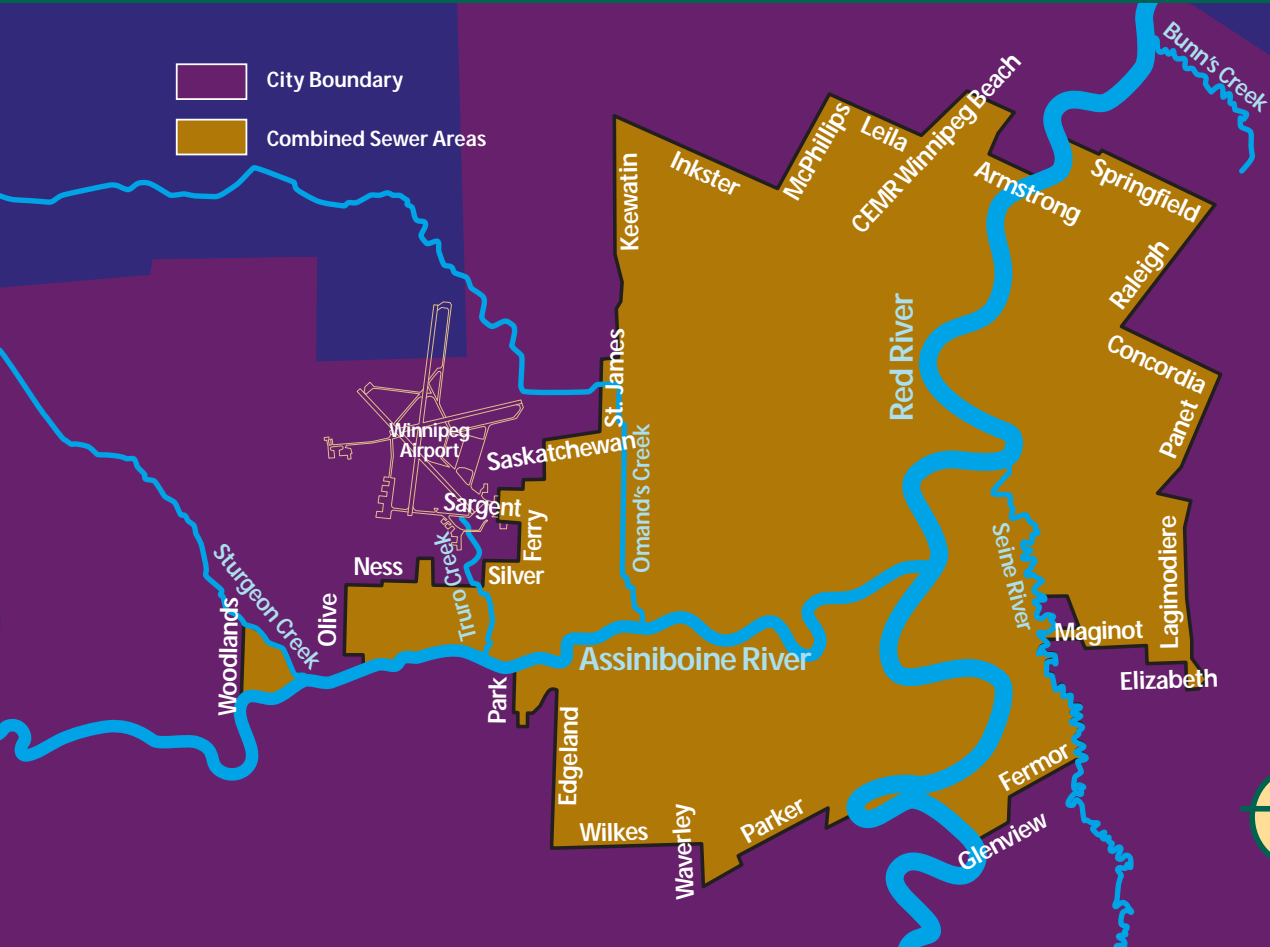 City Boundary
Combined Sewer Areas
Bunn's Creek
CEMR Winnipeg Beach
McPhillips
Leila
Inkster
Keewatin
Armstrong
Springfield
Raleigh
Red River
Concordia
St. James
Panet
Winnipeg
Airport
Saskatchewan
Omand's Creek
Sargent
Ferry
Seine River
Lagimodiere
Truro Creek
Ness
Silver
Sturgeon Creek
Olive
Woodlands
Maginot
Assiniboine River
Elizabeth
Park
Edgeland
Fermor
Wilkes
Waverley
Parker
Glenview